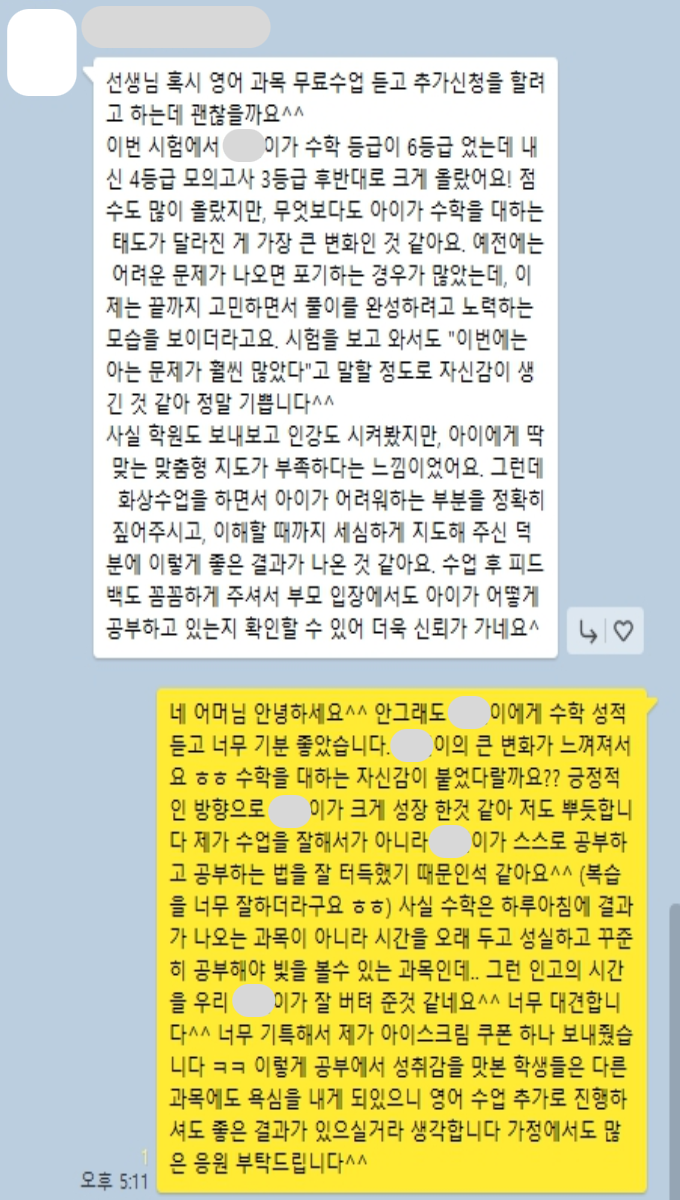 선생님 혹시 영어 과목 무료수업 듣고 추가신청을 할려
고 하는데 괜찮을까요^^
이번 시험에서 이가 수학 등급이 6등급 었는데 내
신 4등급 모의고사 3등급 후반대로 크게 올랐어요! 점
수도 많이 올랐지만, 무엇보다도 아이가 수학을 대하는
태도가 달라진 게 가장 큰 변화인 것 같아요. 예전에는
어려운 문제가 나오면 포기하는 경우가 많았는데, 이
제는 끝까지 고민하면서 풀이를 완성하려고 노력하는
모습을 보이더라고요. 시험을 보고 와서도 "이번에는
아는 문제가 훨씬 많았다"고 말할 정도로 자신감이 생
긴 것 같아 정말 기쁩니다^^
사실 학원도 보내보고 인강도 시켜봤지만, 아이에게 딱
맞는 맞춤형 지도가 부족하다는 느낌이었어요. 그런데
화상수업을 하면서 아이가 어려워하는 부분을 정확히
짚어주시고, 이해할 때까지 세심하게 지도해 주신 덕
분에 이렇게 좋은 결과가 나온 것 같아요. 수업 후 피드
백도 꼼꼼하게 주셔서 부모 입장에서도 아이가 어떻게
공부하고 있는지 확인할 수 있어 더욱 신뢰가 가네요^
네 어머님 안녕하세요^^ 안그래도 이에게 수학 성적
듣고 너무 기분 좋았습니다. 이의 큰 변화가 느껴져서
요 ㅎㅎ 수학을 대하는 자신감이 붙었다랄까요?? 긍정적
인 방향으로 이가 크게 성장 한것 같아 저도 뿌듯합니
다 제가 수업을 잘해서가 아니라 이가 스스로 공부하
고 공부하는 법을 잘 터득했기 때문인석 같아요^^ (복습
을 너무 잘하더라구요 ㅎㅎ) 사실 수학은 하루아침에 결과
가 나오는 과목이 아니라 시간을 오래 두고 성실하고 꾸준
히 공부해야 빛을 볼수 있는 과목인데.. 그런 인고의 시간
을 우리 이가 잘 버텨 준것 같네요^^ 너무 대견합니
다^^ 너무 기특해서 제가 아이스크림 쿠폰 하나 보내줬습
니다 ㅋㅋ 이렇게 공부에서 성취감을 맛본 학생들은 다른
과목에도 욕심을 내게 되있으니 영어 수업 추가로 진행하
셔도 좋은 결과가 있으실거라 생각합니다 가정에서도 많
은 응원 부탁드립니다^^
1
오후 5:11